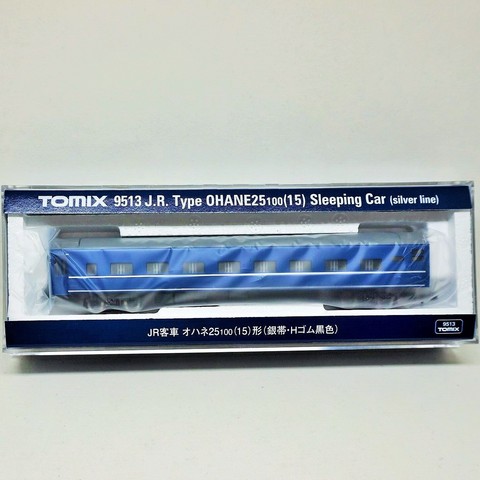 TOMIX 9513 J.R. Type OHANE25100(15) Sleeping Car (silver line)
JR客車 オハネ25100(15)形(銀帯・Hゴム黒色)
9513
TOMIX